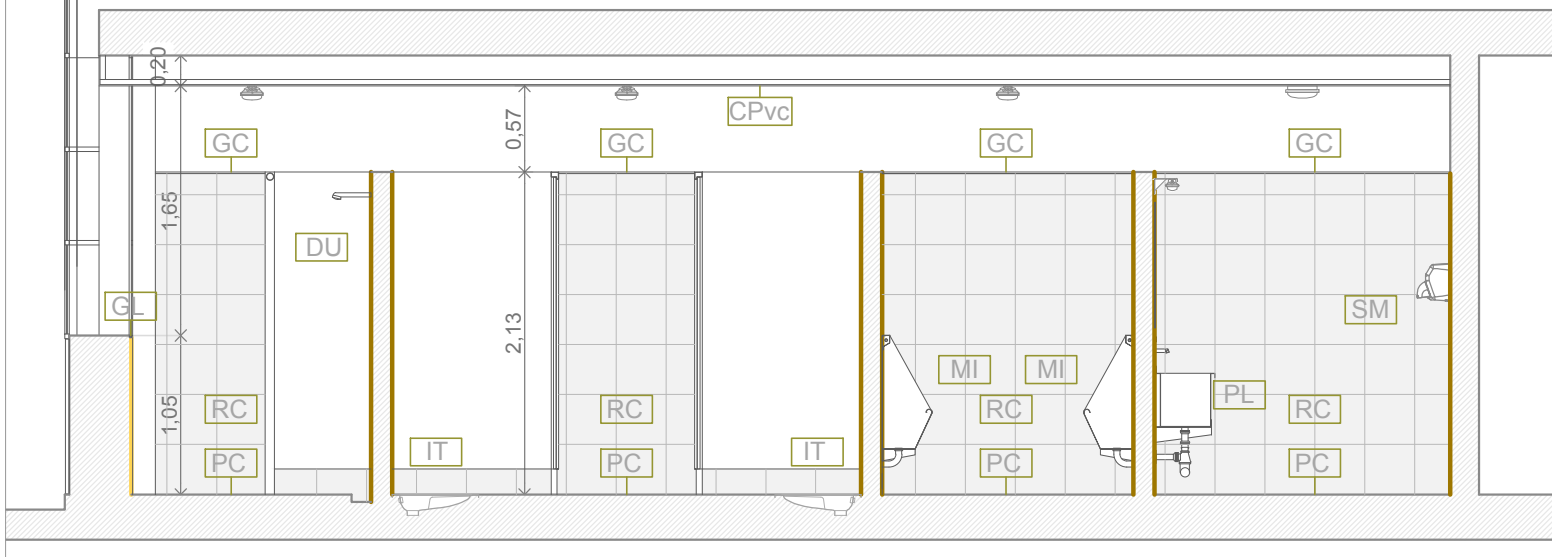 0,20
CPvc
0,57
GC
GC
GC
GC
1,65
DU
GL
SM
2,13
MI
MI
PL
1,05
RC
RC
RC
RC
IT
IT
PC
PC
PC
PC